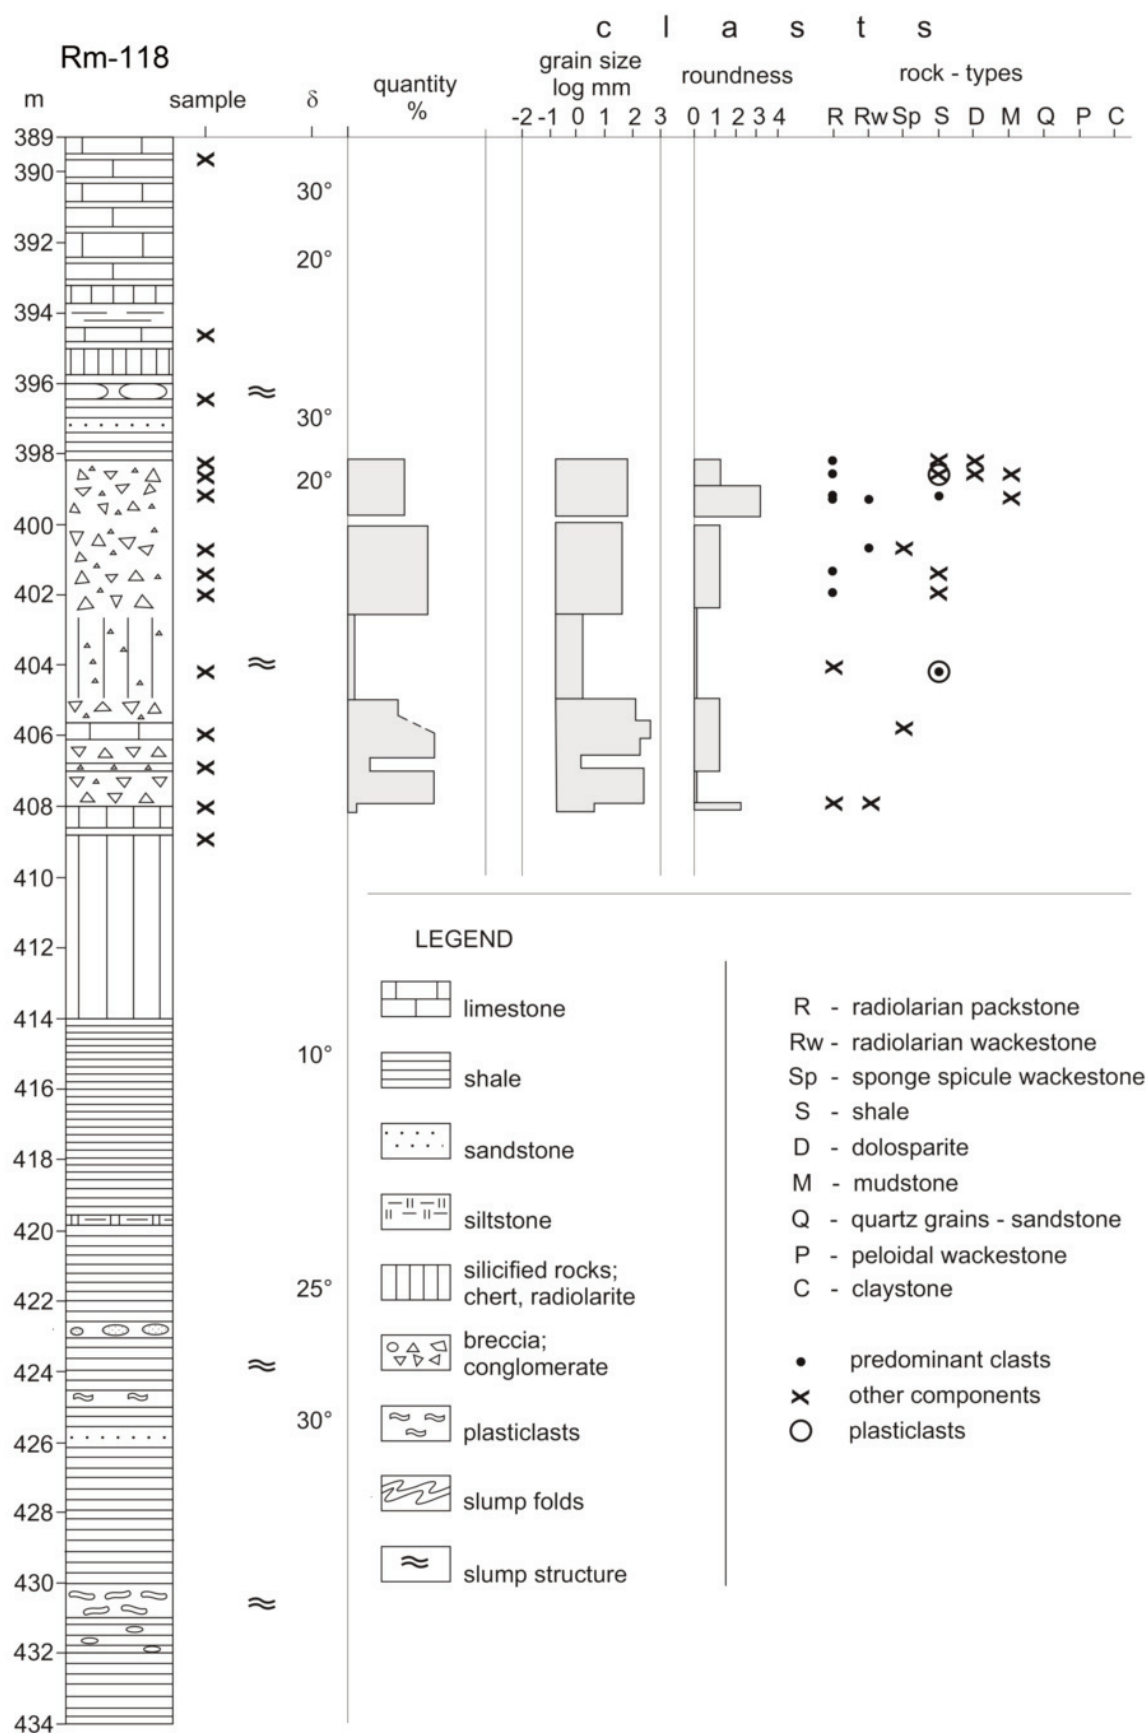 c l a s t s
Rm-118
grain size
log mm
roundness
rock - types
quantity
%
m sample δ
-2 -1 0 1 2 3 0 1 2 3 4 R Rw Sp S D M Q P C
389
390
30°
392
20°
394
396
30°
398
20°
400
402
404
406
408
410
412
414
10°
416
418
420
25°
422
424
30°
426
428
430
432
434
LEGEND
limestone
shale
sandstone
siltstone
silicified rocks;
chert, radiolarite
breccia;
conglomerate
plasticlasts
slump folds
slump structure
R - radiolarian packstone
Rw - radiolarian wackestone
Sp - sponge spicule wackestone
S - shale
D - dolosparite
M - mudstone
Q - quartz grains - sandstone
P - peloidal wackestone
C - claystone
predominant clasts
other components
plasticlasts